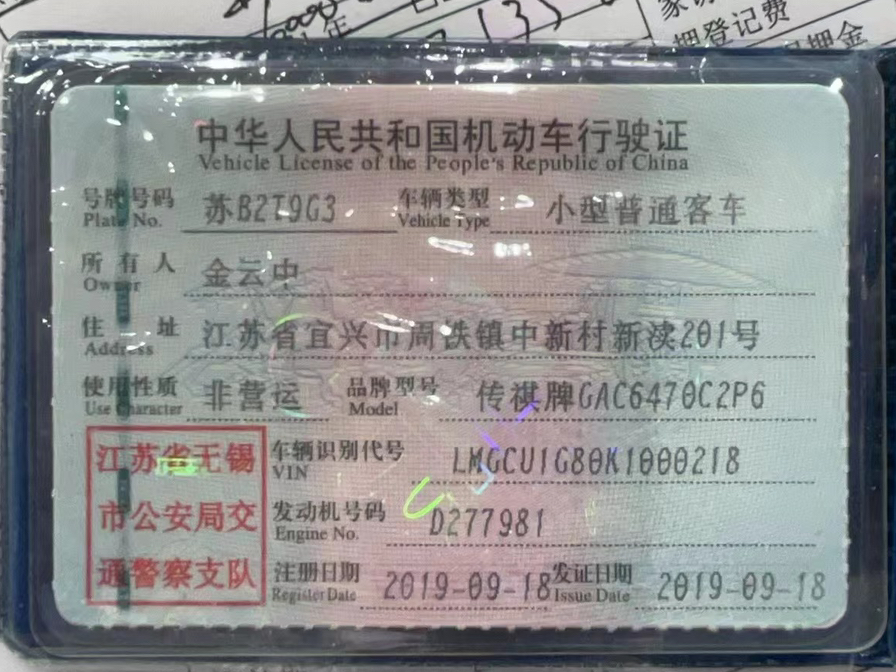 年
押登记费
押金
中华人民共和国机动车行驶证
Vehicle License of the People's Republic of China
号牌号码 苏B2T9G3 车辆类型 小型普通客车
Plate No. Vehicle Type
所有人 金云中
Owner
住址 江苏省宜兴市周铁镇中新村新渎201号
Address
使用性质 非营运 品牌型号 传祺牌GAC6470C2P6
Use Character Model
江苏省无锡 车辆识别代号 LMGCU1G80K1000218
VIN
市公安局交 发动机号码 D277981
Engine No.
通警察支队 注册日期 2019-09-18 发证日期 2019-09-18
Register Date Issue Date